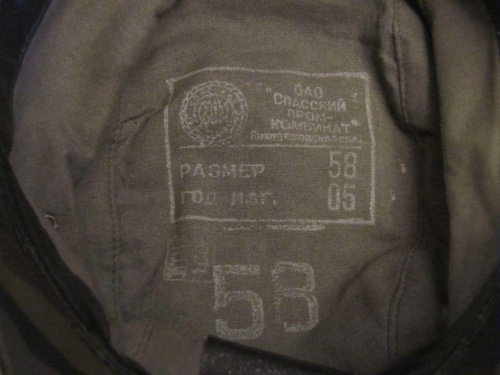 ОАО
"СПАССКИЙ
ПРОМ-
КОМБИНАТ"
РАЗМЕР 58
ГОД ИЗГ. 05
58